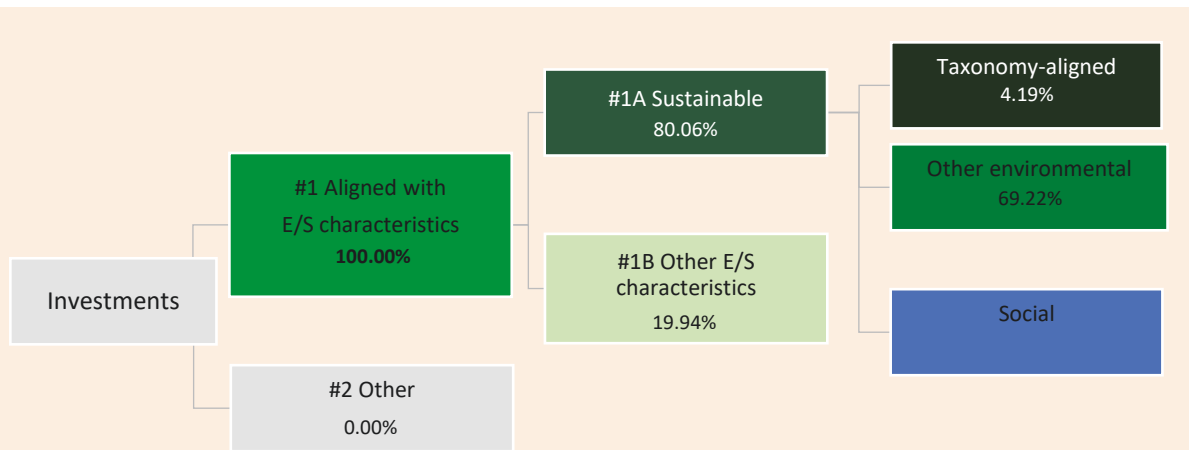 Investments
#1 Aligned with
E/S characteristics
100.00%
#2 Other
0.00%
#1A Sustainable
80.06%
#1B Other E/S
characteristics
19.94%
Taxonomy-aligned
4.19%
Other environmental
69.22%
Social